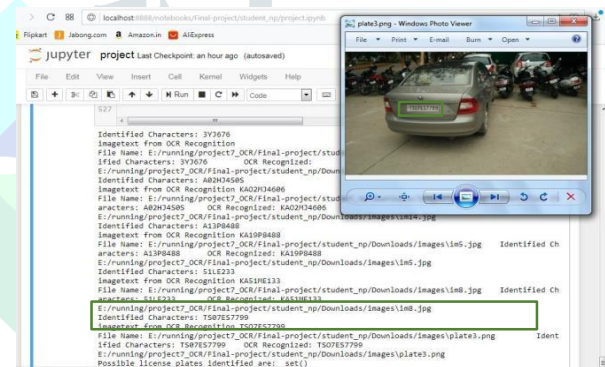 localhost:8888/notebooks/Final-project/student_np/project.ipynb
Flipkart Jabong.com Amazon.in AliExpress
jupyter project Last Checkpoint: an hour ago (autosaved)
File Edit View Insert Cell Kernel Widgets Help
Run Code
527
Identified Characters: 3YJ676
imagetext from OCR Recognition
File Name: E:/running/project7_OCR/Final-project/stud
ified Characters: 3YJ676 OCR Recognized:
E:/running/project7_OCR/Final-project/student_np/Down
Identified Characters: A02HJ4S0S
imagetext from OCR Recognition KAO2MJ4606
File Name: E:/running/project7_OCR/Final-project/stud
aracters: A02HJ4S0S OCR Recognized: KAO2MJ4606
E:/running/project7_OCR/Final-project/student_np/Downloads/images\im14.jpg
Identified Characters: A13P8488
imagetext from OCR Recognition KA19P8488
File Name: E:/running/project7_OCR/Final-project/student_np/Downloads/images\im5.jpg Identified Ch
aracters: A13P8488 OCR Recognized: KA19P8488
E:/running/project7_OCR/Final-project/student_np/Downloads/images\im5.jpg
Identified Characters: 51LE233
imagetext from OCR Recognition KA51ME133
File Name: E:/running/project7_OCR/Final-project/student_np/Downloads/images\im8.jpg Identified Ch
aracters: 51LE233 OCR Recognized: KA51ME133
E:/running/project7_OCR/Final-project/student_np/Downloads/images\im8.jpg
Identified Characters: TS07ES7799
imagetext from OCR Recognition TSO7ES7799
File Name: E:/running/project7_OCR/Final-project/student_np/Downloads/images\plate3.png Ident
ified Characters: TS07ES7799 OCR Recognized: TSO7ES7799
E:/running/project7_OCR/Final-project/student_np/Downloads/images\plate3.png
Possible license plates identified are: set()
plate3.png - Windows Photo Viewer
File Print E-mail Burn Open